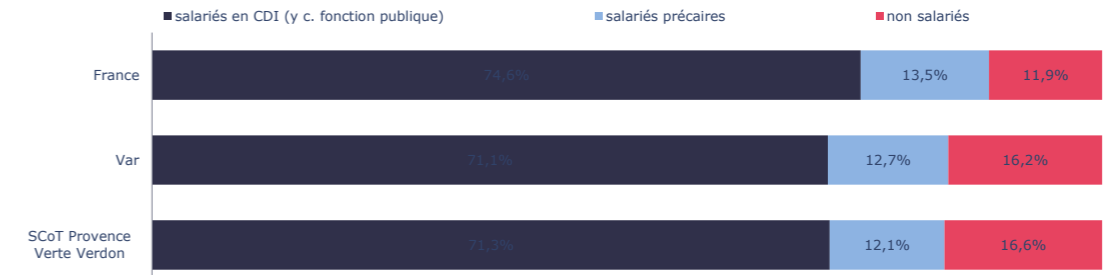 salariés en CDI (y c. fonction publique) salariés précaires non salariés
France 74,6% 13,5% 11,9%
Var 71,1% 12,7% 16,2%
SCoT Provence
Verte Verdon 71,3% 12,1% 16,6%